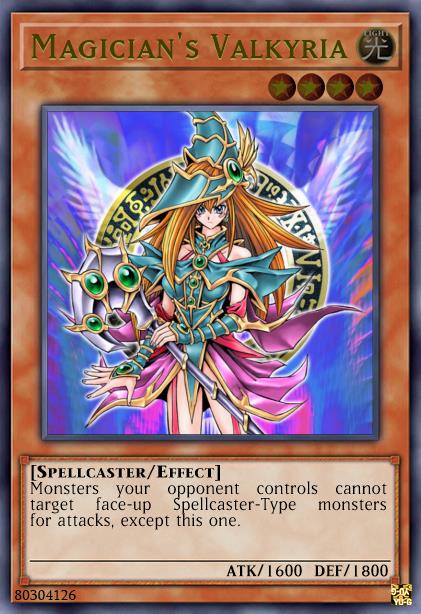 MAGICIAN'S VALKYRIA
LIGHT
光
[SPELLCASTER/EFFECT]
Monsters your opponent controls cannot
target face-up Spellcaster-Type monsters
for attacks, except this one.
ATK/1600 DEF/1800
80304126